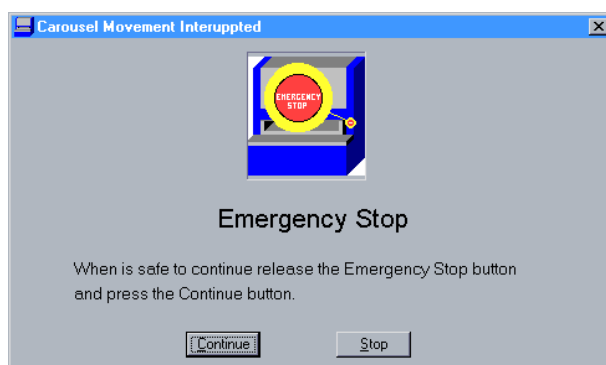 Carousel Movement Interuppted
EMERGENCY
STOP
Emergency Stop
When is safe to continue release the Emergency Stop button
and press the Continue button.
Continue Stop